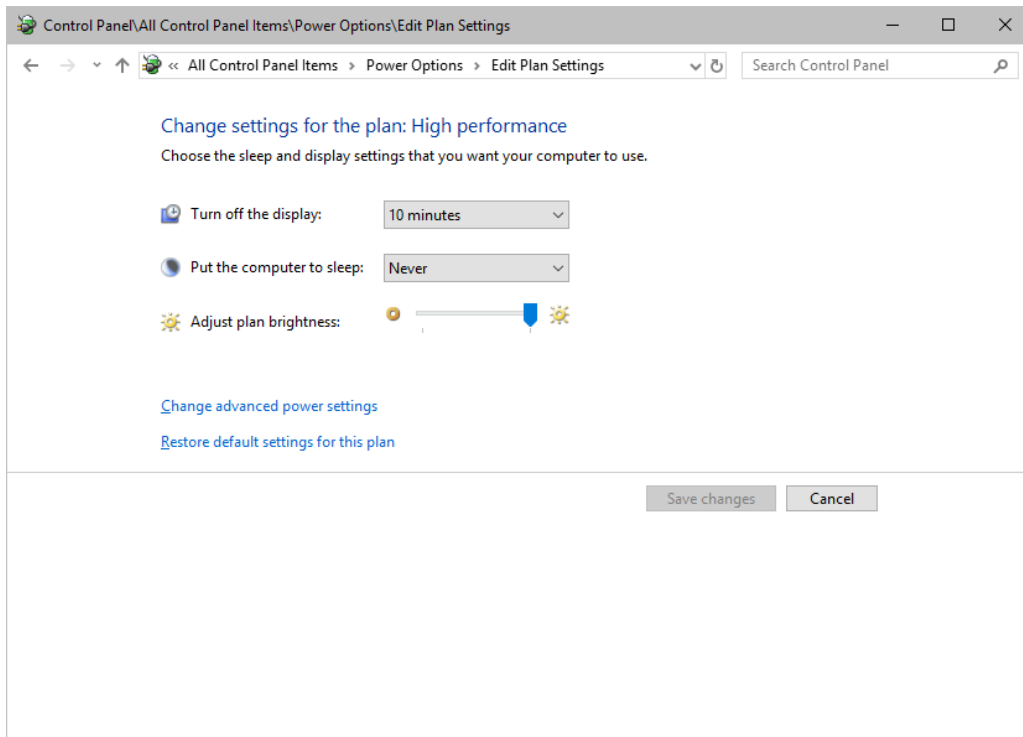 Control Panel\All Control Panel Items\Power Options\Edit Plan Settings
« All Control Panel Items › Power Options › Edit Plan Settings
Search Control Panel
Change settings for the plan: High performance
Choose the sleep and display settings that you want your computer to use.
Turn off the display: 10 minutes
Put the computer to sleep: Never
Adjust plan brightness:
Change advanced power settings
Restore default settings for this plan
Save changes Cancel